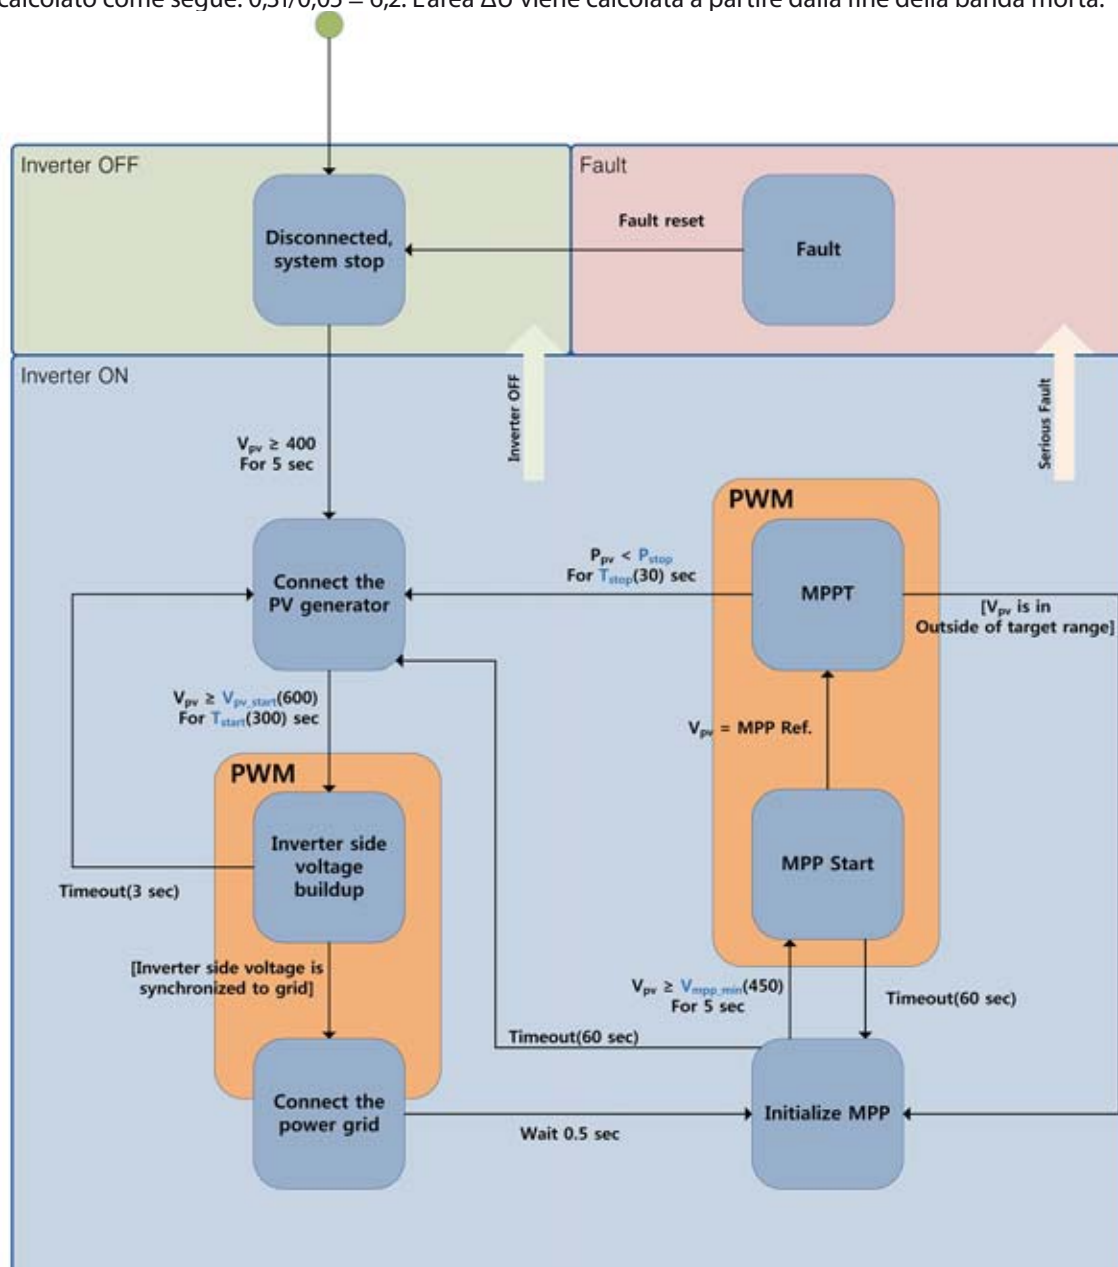 calcolato come segue: 0,31/0,05 = 6,2. L'area ΔU viene calcolata a partire dalla fine della banda morta.
Inverter OFF
Fault
Disconnected,
system stop
Fault reset
Fault
Inverter ON
Inverter OFF
Serious Fault
Vpv ≥ 400
For 5 sec
PWM
Connect the
PV generator
Ppv < Pstop
For Tstop(30) sec
MPPT
[Vpv is in
Outside of target range]
Vpv ≥ Vpv_start(600)
For Tstart(300) sec
Vpv = MPP Ref.
PWM
Inverter side
voltage
buildup
MPP Start
Timeout(3 sec)
[Inverter side voltage is
synchronized to grid]
Vpv ≥ Vmpp_min(450)
For 5 sec
Timeout(60 sec)
Timeout(60 sec)
Connect the
power grid
Wait 0.5 sec
Initialize MPP